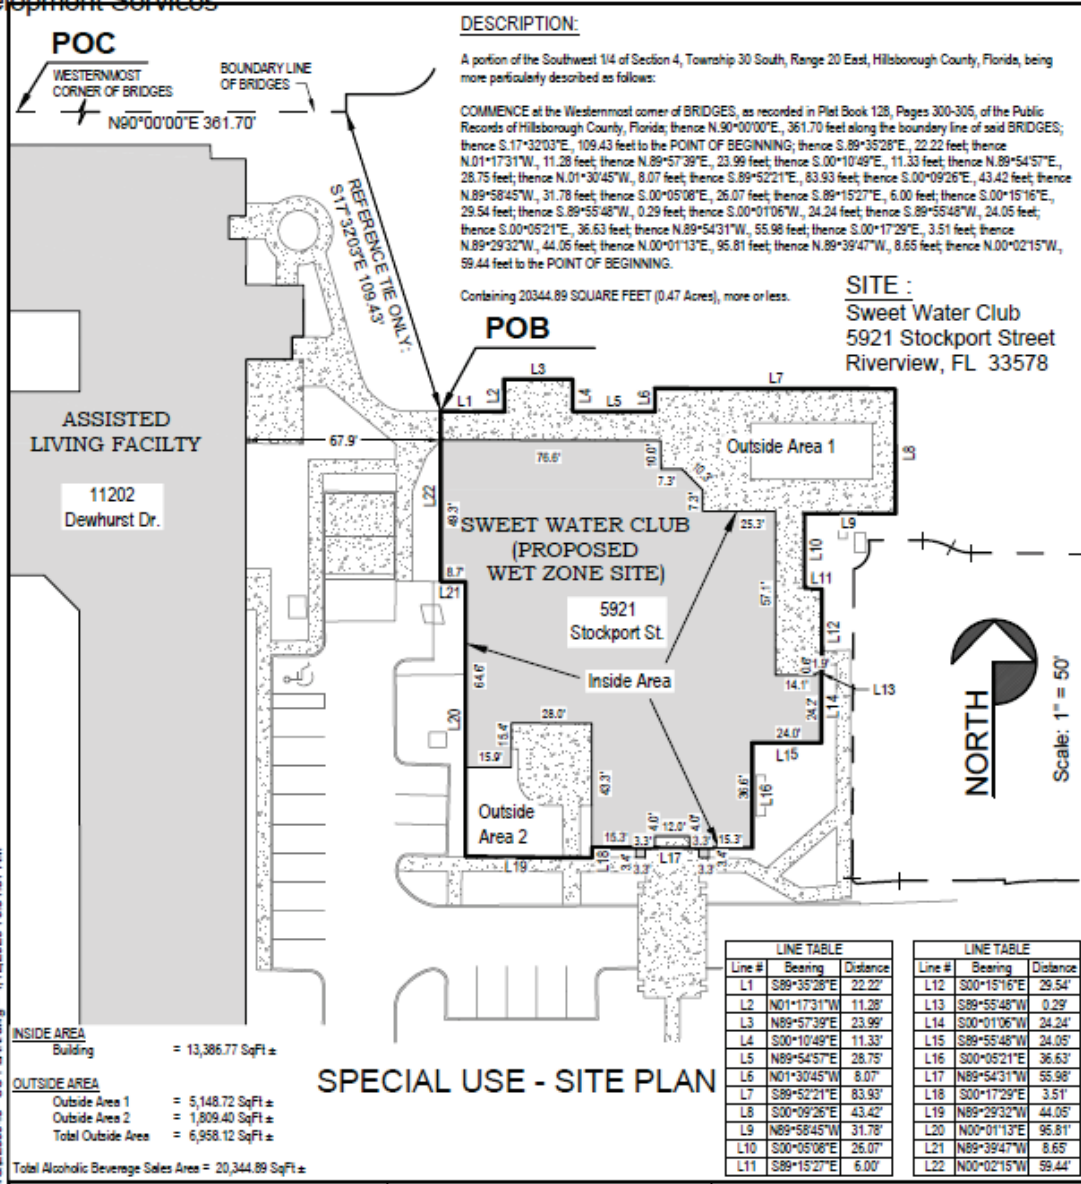 DESCRIPTION:
A portion of the Southwest 1/4 of Section 4, Township 30 South, Range 20 East, Hillsborough County, Florida, being
more particularly described as follows:
COMMENCE at the Westernmost corner of BRIDGES, as recorded in Plat Book 128, Pages 300-305, of the Public
Records of Hillsborough County, Florida; thence N.90°00'00"E., 361.70 feet along the boundary line of said BRIDGES;
thence S.17°32'03"E., 109.43 feet to the POINT OF BEGINNING; thence S.89°35'28"E., 22.22 feet; thence
N.01°17'31"W., 11.28 feet; thence N.89°57'39"E., 23.99 feet; thence S.00°10'49"E., 11.33 feet; thence N.89°54'57"E.,
28.75 feet; thence N.01°30'45"W., 8.07 feet; thence S.89°52'21"E., 83.93 feet; thence S.00°09'26"E., 43.42 feet; thence
N.89°58'45"W., 31.78 feet; thence S.00°05'08"E., 26.07 feet; thence S.89°15'27"E., 6.00 feet; thence S.00°15'16"E.,
29.54 feet; thence S.89°55'48"W., 0.29 feet; thence S.00°01'06"W., 24.24 feet; thence S.89°55'48"W., 24.05 feet;
thence S.00°05'21"E., 36.63 feet; thence N.89°54'31"W., 55.98 feet; thence S.00°17'29"E., 3.51 feet; thence
N.89°29'32"W., 44.05 feet; thence N.00°01'13"E., 95.81 feet; thence N.89°39'47"W., 8.65 feet; thence N.00°02'15"W.,
59.44 feet to the POINT OF BEGINNING.
Containing 20344.89 SQUARE FEET (0.47 Acres), more or less.
SITE :
Sweet Water Club
5921 Stockport Street
Riverview, FL 33578
POC
WESTERNMOST
CORNER OF BRIDGES
BOUNDARY LINE
OF BRIDGES
N90°00'00"E 361.70'
REFERENCE TIE ONLY:
S17°32'03"E 109.43'
POB
L1
L2
L3
L4
L5
L6
L7
L8
L9
L10
L11
L12
L13
L14
L15
L16
L17
L18
L19
L20
L21
L22
ASSISTED
LIVING FACILTY
11202
Dewhurst Dr.
67.9'
76.6'
10.0'
7.3'
10.3'
7.3'
25.3'
57.1'
49.3'
8.7'
64.6'
Outside Area 1
SWEET WATER CLUB
(PROPOSED
WET ZONE SITE)
5921
Stockport St.
Inside Area
0.6'
1.9'
14.1'
24.2'
24.0'
36.6'
28.0'
15.4'
15.9'
43.3'
Outside
Area 2
15.3'
3.3'
4.0'
12.0'
4.0'
3.3'
15.3'
3.4'
3.3'
3.3'
3.4'
NORTH
Scale: 1" = 50'
INSIDE AREA
Building = 13,386.77 SqFt ±
OUTSIDE AREA
Outside Area 1 = 5,148.72 SqFt ±
Outside Area 2 = 1,809.40 SqFt ±
Total Outside Area = 6,958.12 SqFt ±
Total Alcoholic Beverage Sales Area = 20,344.89 SqFt ±
SPECIAL USE - SITE PLAN
LINE TABLE
Line # Bearing Distance
L1 S89°35'28"E 22.22'
L2 N01°17'31"W 11.28'
L3 N89°57'39"E 23.99'
L4 S00°10'49"E 11.33'
L5 N89°54'57"E 28.75'
L6 N01°30'45"W 8.07'
L7 S89°52'21"E 83.93'
L8 S00°09'26"E 43.42'
L9 N89°58'45"W 31.78'
L10 S00°05'08"E 26.07'
L11 S89°15'27"E 6.00'
LINE TABLE
Line # Bearing Distance
L12 S00°15'16"E 29.54'
L13 S89°55'48"W 0.29'
L14 S00°01'06"W 24.24'
L15 S89°55'48"W 24.05'
L16 S00°05'21"E 36.63'
L17 N89°54'31"W 55.98'
L18 S00°17'29"E 3.51'
L19 N89°29'32"W 44.05'
L20 N00°01'13"E 95.81'
L21 N89°39'47"W 8.65'
L22 N00°02'15"W 59.44'